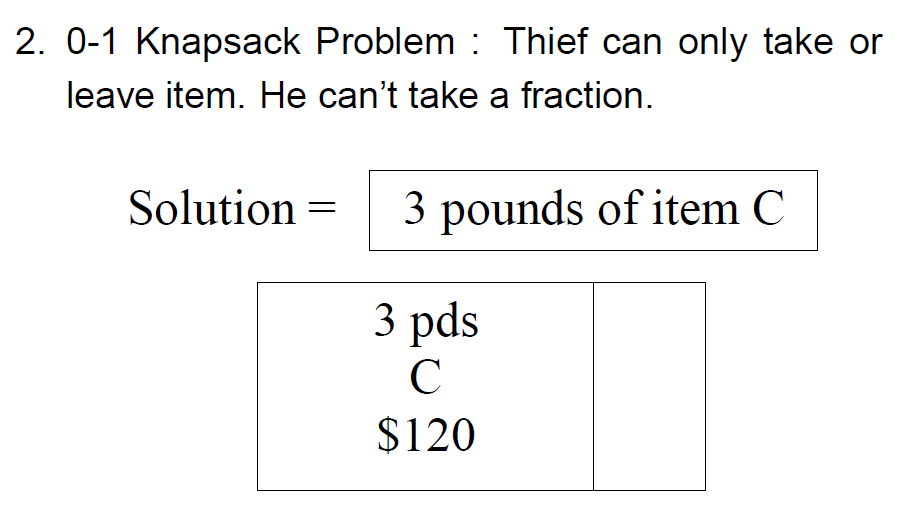 2. 0-1 Knapsack Problem : Thief can only take or
leave item. He can’t take a fraction.
Solution = 3 pounds of item C
3 pds
C
$120